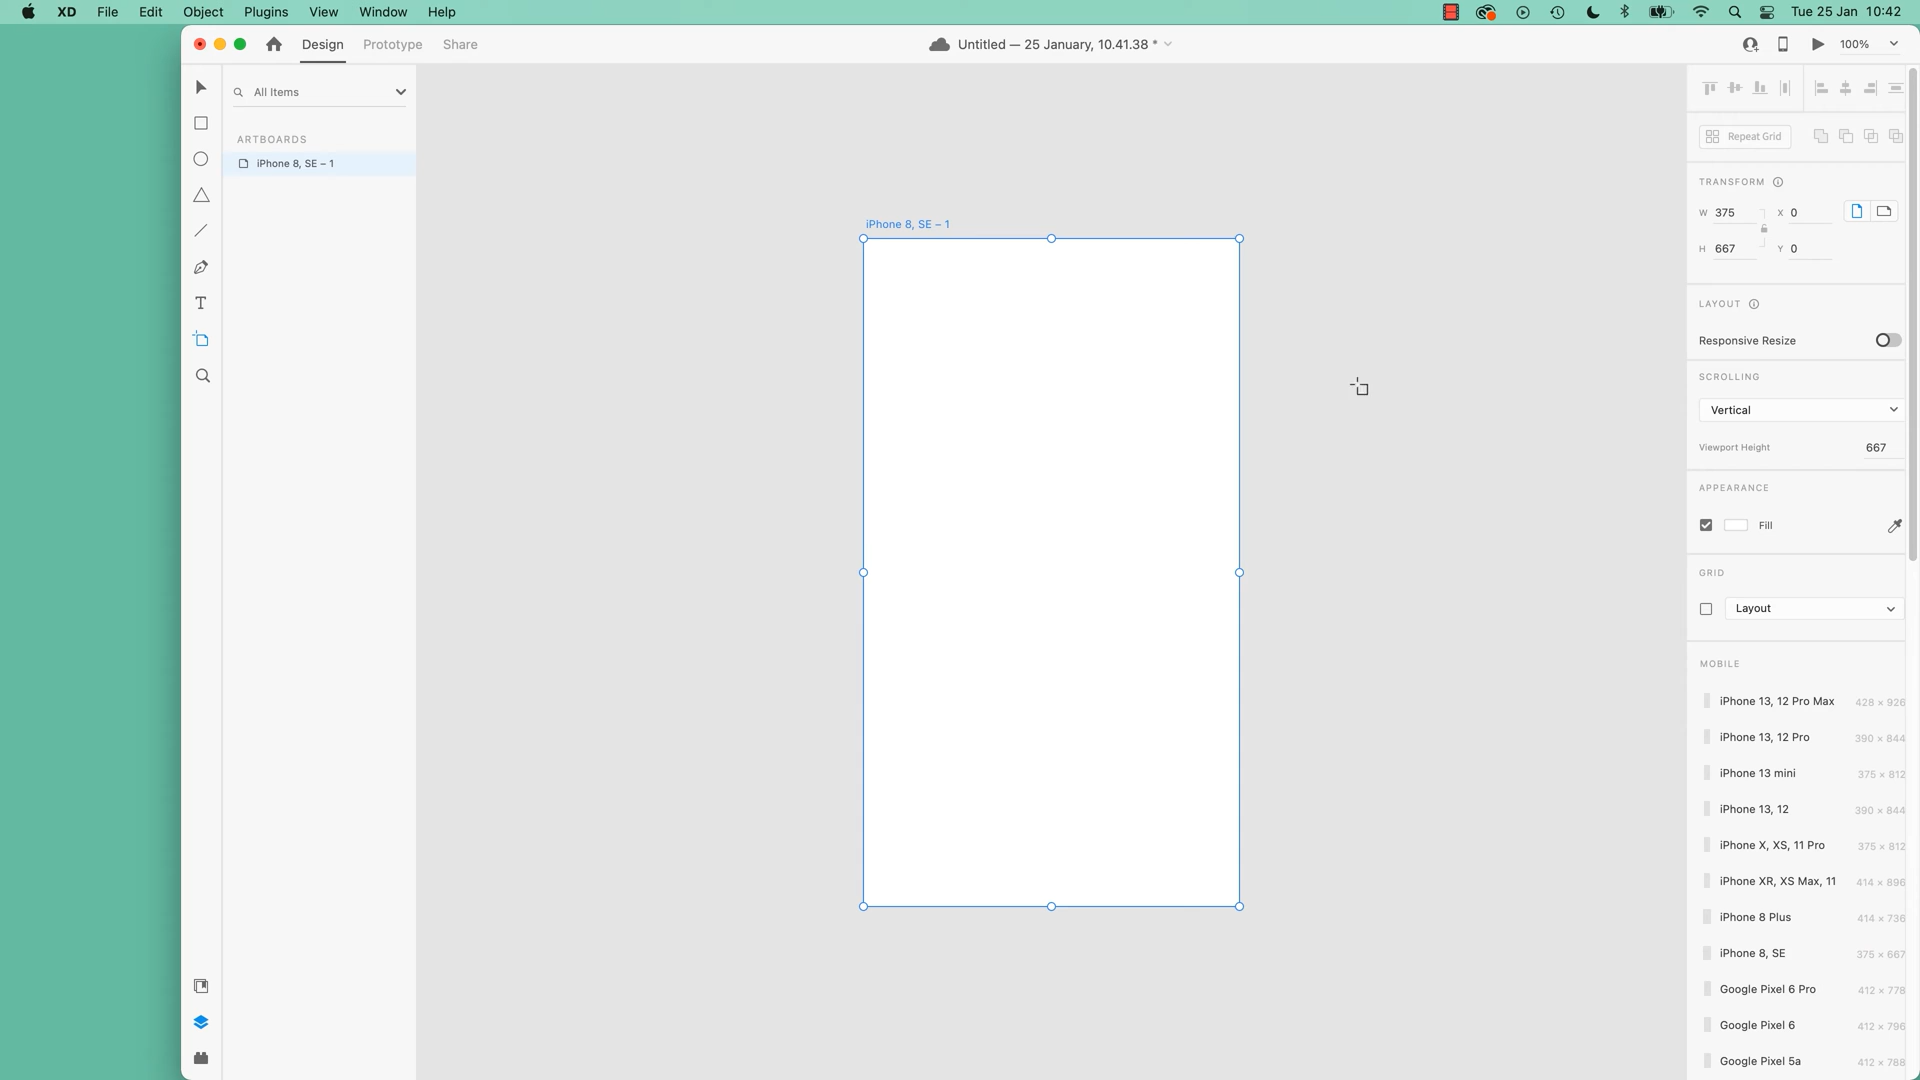 XD File Edit Object Plugins View Window Help Tue 25 Jan 10:42
Design Prototype Share Untitled — 25 January, 10.41.38 * 100%
All Items
ARTBOARDS
iPhone 8, SE – 1
iPhone 8, SE – 1
Repeat Grid
TRANSFORM
W 375 X 0
H 667 Y 0
LAYOUT
Responsive Resize
SCROLLING
Vertical
Viewport Height 667
APPEARANCE
Fill
GRID
Layout
MOBILE
iPhone 13, 12 Pro Max 428 × 926
iPhone 13, 12 Pro 390 × 844
iPhone 13 mini 375 × 812
iPhone 13, 12 390 × 844
iPhone X, XS, 11 Pro 375 × 812
iPhone XR, XS Max, 11 414 × 896
iPhone 8 Plus 414 × 736
iPhone 8, SE 375 × 667
Google Pixel 6 Pro 412 × 778
Google Pixel 6 412 × 796
Google Pixel 5a 412 × 788